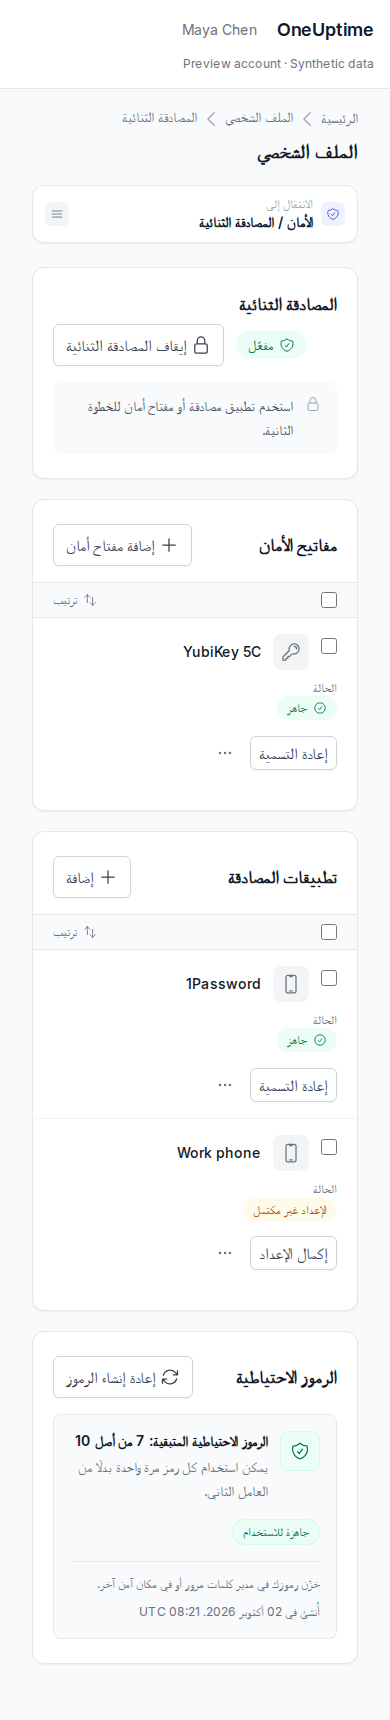 OneUptime Maya Chen
Preview account · Synthetic data
الرئيسية الملف الشخصي المصادقة الثنائية
الملف الشخصي
الانتقال إلى
الأمان / المصادقة الثنائية
المصادقة الثنائية
مفعّل إيقاف المصادقة الثنائية
استخدم تطبيق مصادقة أو مفتاح أمان للخطوة
الثانية.
مفاتيح الأمان إضافة مفتاح أمان
ترتيب
YubiKey 5C
الحالة
جاهز
إعادة التسمية
تطبيقات المصادقة إضافة
ترتيب
1Password
الحالة
جاهز
إعادة التسمية
Work phone
الحالة
الإعداد غير مكتمل
إكمال الإعداد
الرموز الاحتياطية إعادة إنشاء الرموز
الرموز الاحتياطية المتبقية: 7 من أصل 10
يمكن استخدام كل رمز مرة واحدة بدلًا من
العامل الثاني.
جاهزة للاستخدام
خزّن رموزك في مدير كلمات مرور أو في مكان آمن آخر.
أُنشئ في 02 أكتوبر 2026، 08:21 UTC